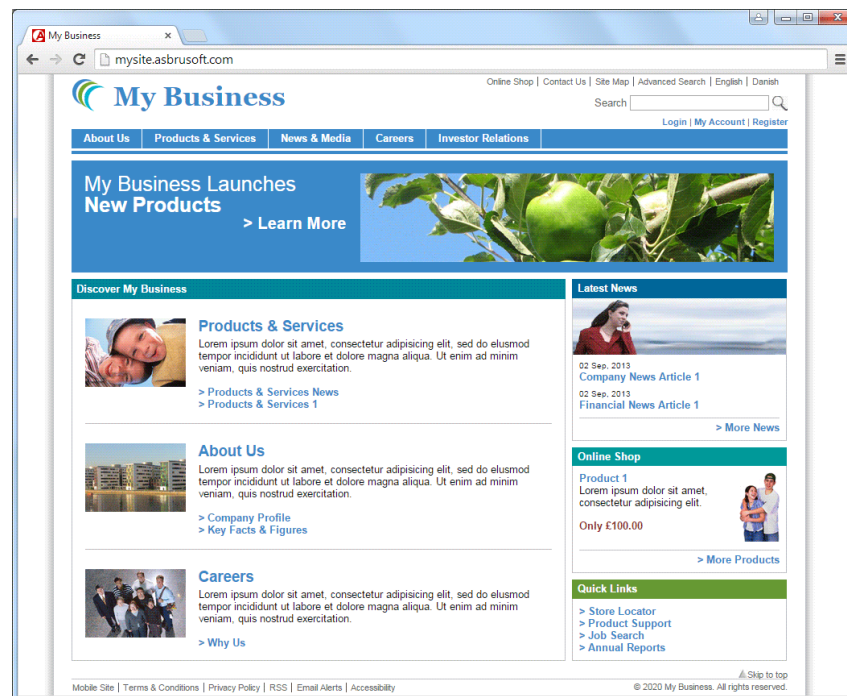 My Business
mysite.asbrusoft.com
Online Shop | Contact Us | Site Map | Advanced Search | English | Danish
My Business
Search
Login | My Account | Register
About Us Products & Services News & Media Careers Investor Relations
My Business Launches
New Products
> Learn More
Discover My Business
Products & Services
Lorem ipsum dolor sit amet, consectetur adipisicing elit, sed do eiusmod
tempor incididunt ut labore et dolore magna aliqua. Ut enim ad minim
veniam, quis nostrud exercitation.
> Products & Services News
> Products & Services 1
About Us
Lorem ipsum dolor sit amet, consectetur adipisicing elit, sed do eiusmod
tempor incididunt ut labore et dolore magna aliqua. Ut enim ad minim
veniam, quis nostrud exercitation.
> Company Profile
> Key Facts & Figures
Careers
Lorem ipsum dolor sit amet, consectetur adipisicing elit, sed do eiusmod
tempor incididunt ut labore et dolore magna aliqua. Ut enim ad minim
veniam, quis nostrud exercitation.
> Why Us
Latest News
02 Sep, 2013
Company News Article 1
02 Sep, 2013
Financial News Article 1
> More News
Online Shop
Product 1
Lorem ipsum dolor sit amet,
consectetur adipisicing elit.
Only £100.00
> More Products
Quick Links
> Store Locator
> Product Support
> Job Search
> Annual Reports
Skip to top
Mobile Site | Terms & Conditions | Privacy Policy | RSS | Email Alerts | Accessibility
© 2020 My Business. All rights reserved.